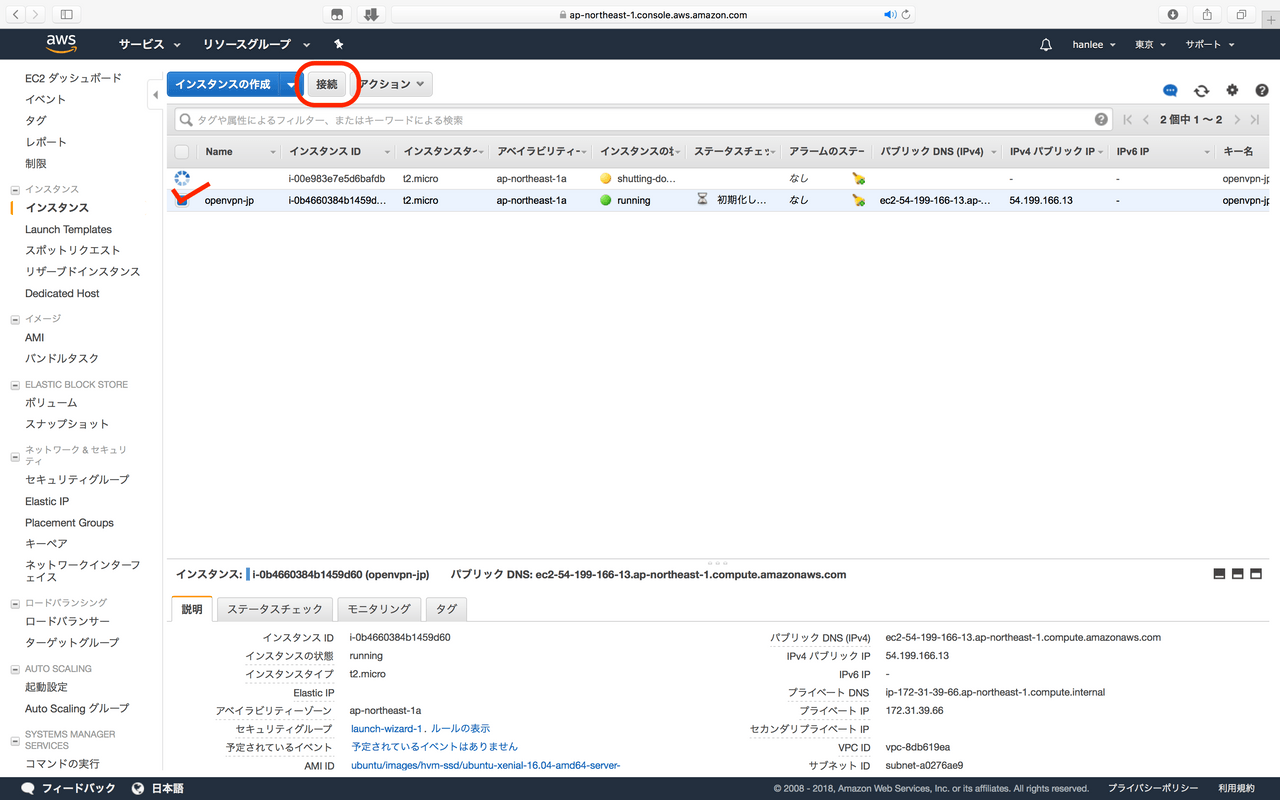 ap-northeast-1.console.aws.amazon.com
aws サービス リソースグループ hanlee 東京 サポート
EC2 ダッシュボード
イベント
タグ
レポート
制限
インスタンス
インスタンス
Launch Templates
スポットリクエスト
リザーブドインスタンス
Dedicated Host
イメージ
AMI
バンドルタスク
ELASTIC BLOCK STORE
ボリューム
スナップショット
ネットワーク & セキュリ
ティ
セキュリティグループ
Elastic IP
Placement Groups
キーペア
ネットワークインターフ
ェイス
ロードバランシング
ロードバランサー
ターゲットグループ
AUTO SCALING
起動設定
Auto Scaling グループ
SYSTEMS MANAGER
SERVICES
コマンドの実行
インスタンスの作成 接続 アクション
タグや属性によるフィルター、またはキーワードによる検索 2 個中 1 ～ 2
Name インスタンス ID インスタンスター アベイラビリティー インスタンスの ステータスチェッ アラームのステー パブリック DNS (IPv4) IPv4 パブリック IP IPv6 IP キー名
i-00e983e7e5d6bafdb t2.micro ap-northeast-1a shutting-do... なし - - openvpn-jp
openvpn-jp i-0b4660384b1459d... t2.micro ap-northeast-1a running 初期化し... なし ec2-54-199-166-13.ap-... 54.199.166.13 - openvpn-jp
インスタンス: i-0b4660384b1459d60 (openvpn-jp) パブリック DNS: ec2-54-199-166-13.ap-northeast-1.compute.amazonaws.com
説明 ステータスチェック モニタリング タグ
インスタンス ID i-0b4660384b1459d60
インスタンスの状態 running
インスタンスタイプ t2.micro
Elastic IP
アベイラビリティーゾーン ap-northeast-1a
セキュリティグループ launch-wizard-1. ルールの表示
予定されているイベント 予定されているイベントはありません
AMI ID ubuntu/images/hvm-ssd/ubuntu-xenial-16.04-amd64-server-
パブリック DNS (IPv4) ec2-54-199-166-13.ap-northeast-1.compute.amazonaws.com
IPv4 パブリック IP 54.199.166.13
IPv6 IP -
プライベート DNS ip-172-31-39-66.ap-northeast-1.compute.internal
プライベート IP 172.31.39.66
セカンダリプライベート IP
VPC ID vpc-8db619ea
サブネット ID subnet-a0276ae9
フィードバック 日本語 © 2008 - 2018, Amazon Web Services, Inc. or its affiliates. All rights reserved. プライバシーポリシー 利用規約